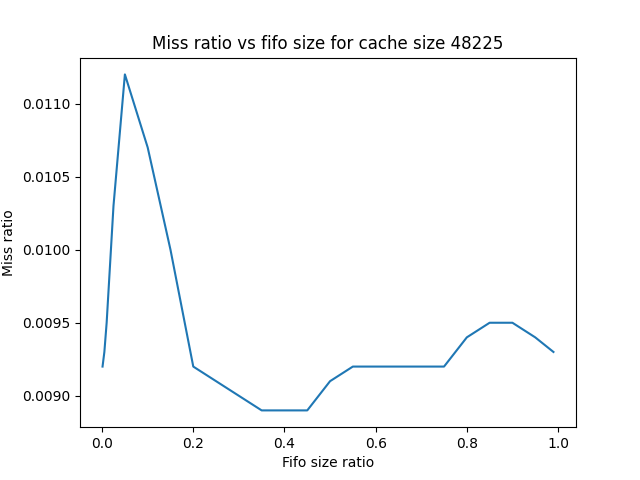 Miss ratio vs fifo size for cache size 48225
Miss ratio
0.0110
0.0105
0.0100
0.0095
0.0090
0.0 0.2 0.4 0.6 0.8 1.0
Fifo size ratio